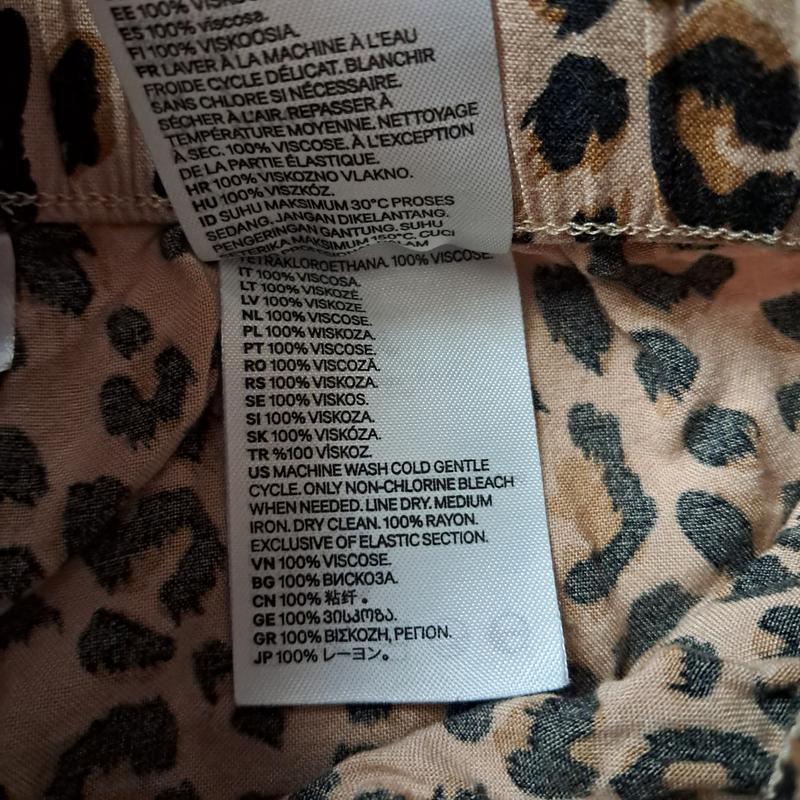 EE 100% VISKOOS.
ES 100% viscosa.
FI 100% VISKOOSIA.
FR LAVER À LA MACHINE À L'EAU
FROIDE CYCLE DÉLICAT. BLANCHIR
SANS CHLORE SI NÉCESSAIRE.
SÉCHER À L'AIR. REPASSER À
TEMPÉRATURE MOYENNE. NETTOYAGE
À SEC. 100% VISCOSE. À L'EXCEPTION
DE LA PARTIE ÉLASTIQUE.
HR 100% VISKOZNO VLAKNO.
HU 100% VISZKÓZ.
ID SUHU MAKSIMUM 30°C PROSES
SEDANG. JANGAN DIKELANTANG.
PENGERINGAN GANTUNG. SUHU
SETRIKA MAKSIMUM 150°C. CUCI
TETRAKLOROETHANA. 100% VISCOSE.
IT 100% VISCOSA.
LT 100% VISKOZĖ.
LV 100% VISKOZE.
NL 100% VISCOSE.
PL 100% WISKOZA.
PT 100% VISCOSE.
RO 100% VISCOZĂ.
RS 100% VISKOZA.
SE 100% VISKOS.
SI 100% VISKOZA.
SK 100% VISKÓZA.
TR %100 VİSKOZ.
US MACHINE WASH COLD GENTLE
CYCLE. ONLY NON-CHLORINE BLEACH
WHEN NEEDED. LINE DRY. MEDIUM
IRON. DRY CLEAN. 100% RAYON.
EXCLUSIVE OF ELASTIC SECTION.
VN 100% VISCOSE.
BG 100% ВИСКОЗА.
CN 100% 粘纤。
GE 100% ვისკოზა.
GR 100% ΒΙΣΚΟΖΗ, ΡΕΓΙΟΝ.
JP 100% レーヨン。